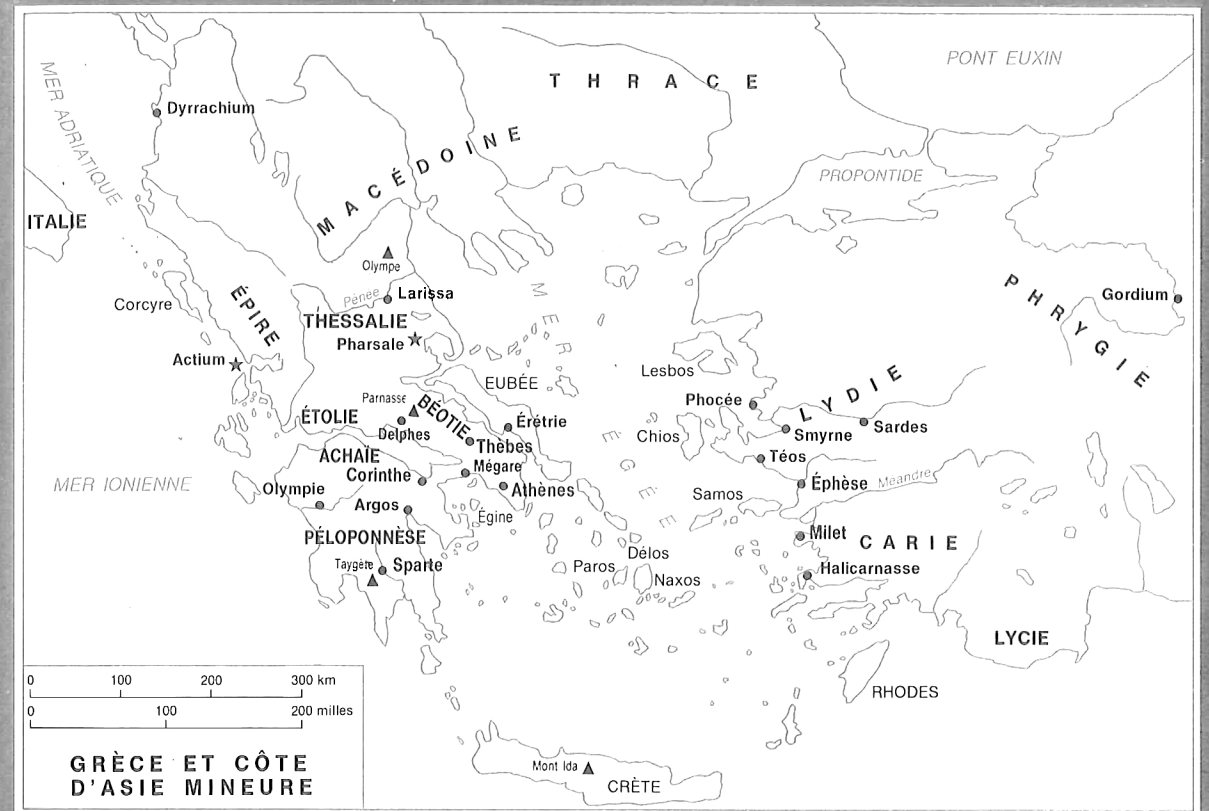 PONT EUXIN
THRACE
MER ADRIATIQUE
Dyrrachium
MACÉDOINE
PROPONTIDE
ITALIE
Olympe
Pénée
Larissa
Corcyre
ÉPIRE
THESSALIE
Pharsale
Actium
MER ÉGÉE
PHRYGIE
Gordium
Lesbos
EUBÉE
Phocée
LYDIE
Parnasse
BÉOTIE
ÉTOLIE
Delphes
Érétrie
Thèbes
Chios
Smyrne
Sardes
Téos
ACHAÏE
Corinthe
Mégare
Athènes
MER IONIENNE
Olympie
Argos
Égine
Samos
Éphèse
Méandre
PÉLOPONNÈSE
Milet
CARIE
Délos
Taygète
Sparte
Paros
Naxos
Halicarnasse
LYCIE
RHODES
0 100 200 300 km
0 100 200 milles
GRÈCE ET CÔTE
D'ASIE MINEURE
Mont Ida
CRÈTE